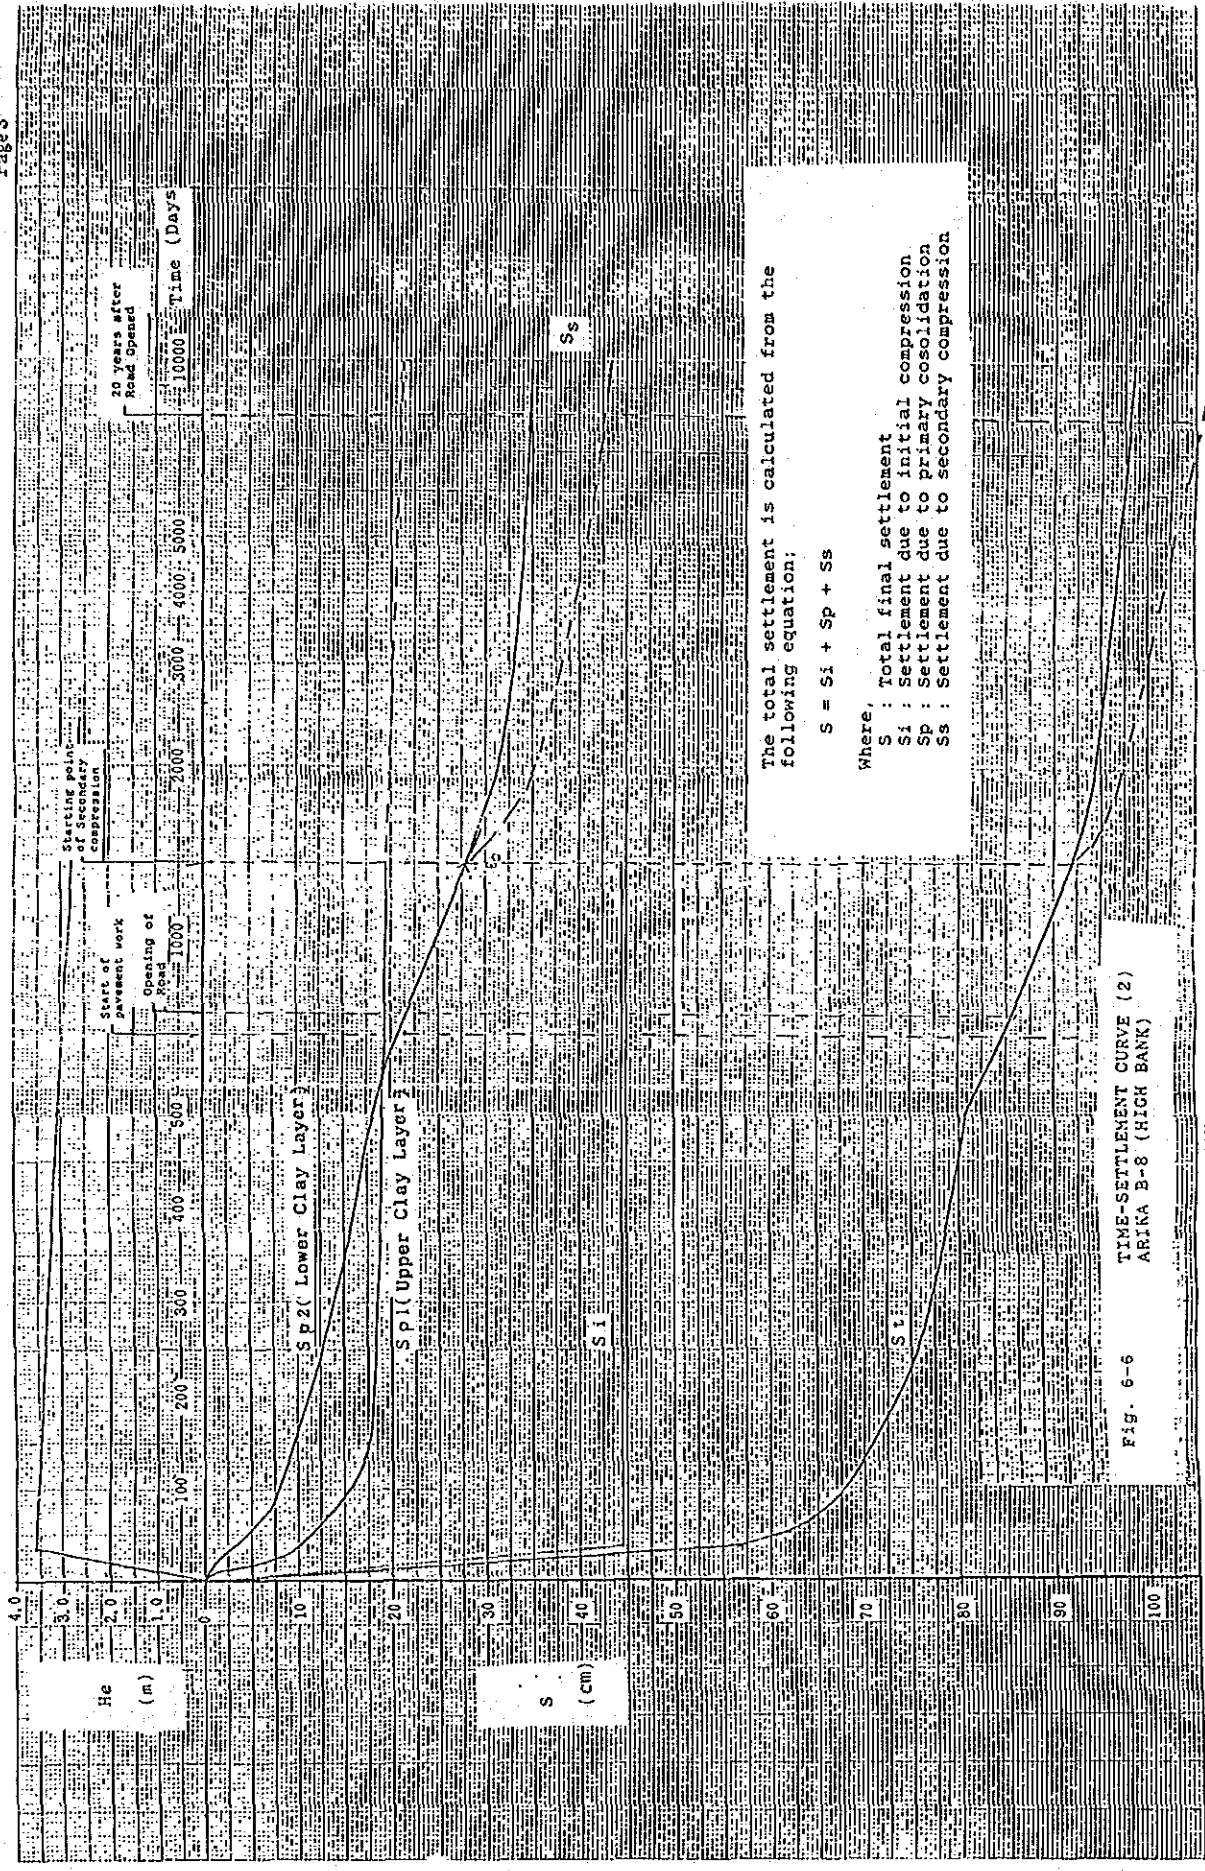 Page 3
20 years after
Road Opened
Starting point
of Secondary
compression
Start of
pavement work
Opening of
Road
4.0
3.0
2.0
1.0
0
He
(m)
100
200
300
400
500
1000
2000
3000
4000
5000
10000
Time (Days
10
20
30
40
50
60
70
80
90
100
S
(cm)
Sp2(Lower Clay Layer)
Sp1(Upper Clay Layer)
Si
St
to
Ss
The total settlement is calculated from the
following equation;
S = Si + Sp + Ss
Where,
S : Total final settlement
Si : Settlement due to initial compression
Sp : Settlement due to primary cosolidation
Ss : Settlement due to secondary compression
Fig. 6-6 TIME-SETTLEMENT CURVE (2)
ARIKA B-8 (HIGH BANK)